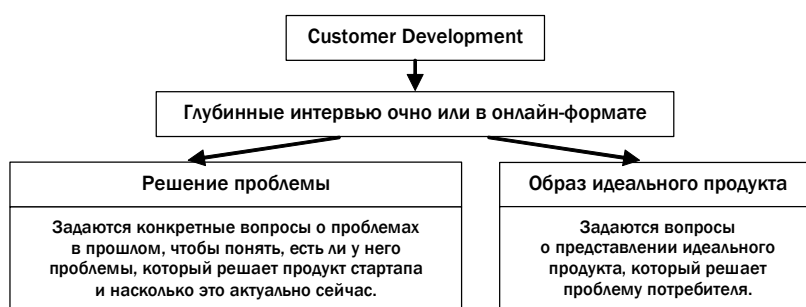 Customer Development
Глубинные интервью очно или в онлайн-формате
Решение проблемы
Задаются конкретные вопросы о проблемах
в прошлом, чтобы понять, есть ли у него
проблемы, который решает продукт стартапа
и насколько это актуально сейчас.
Образ идеального продукта
Задаются вопросы
о представлении идеального
продукта, который решает
проблему потребителя.